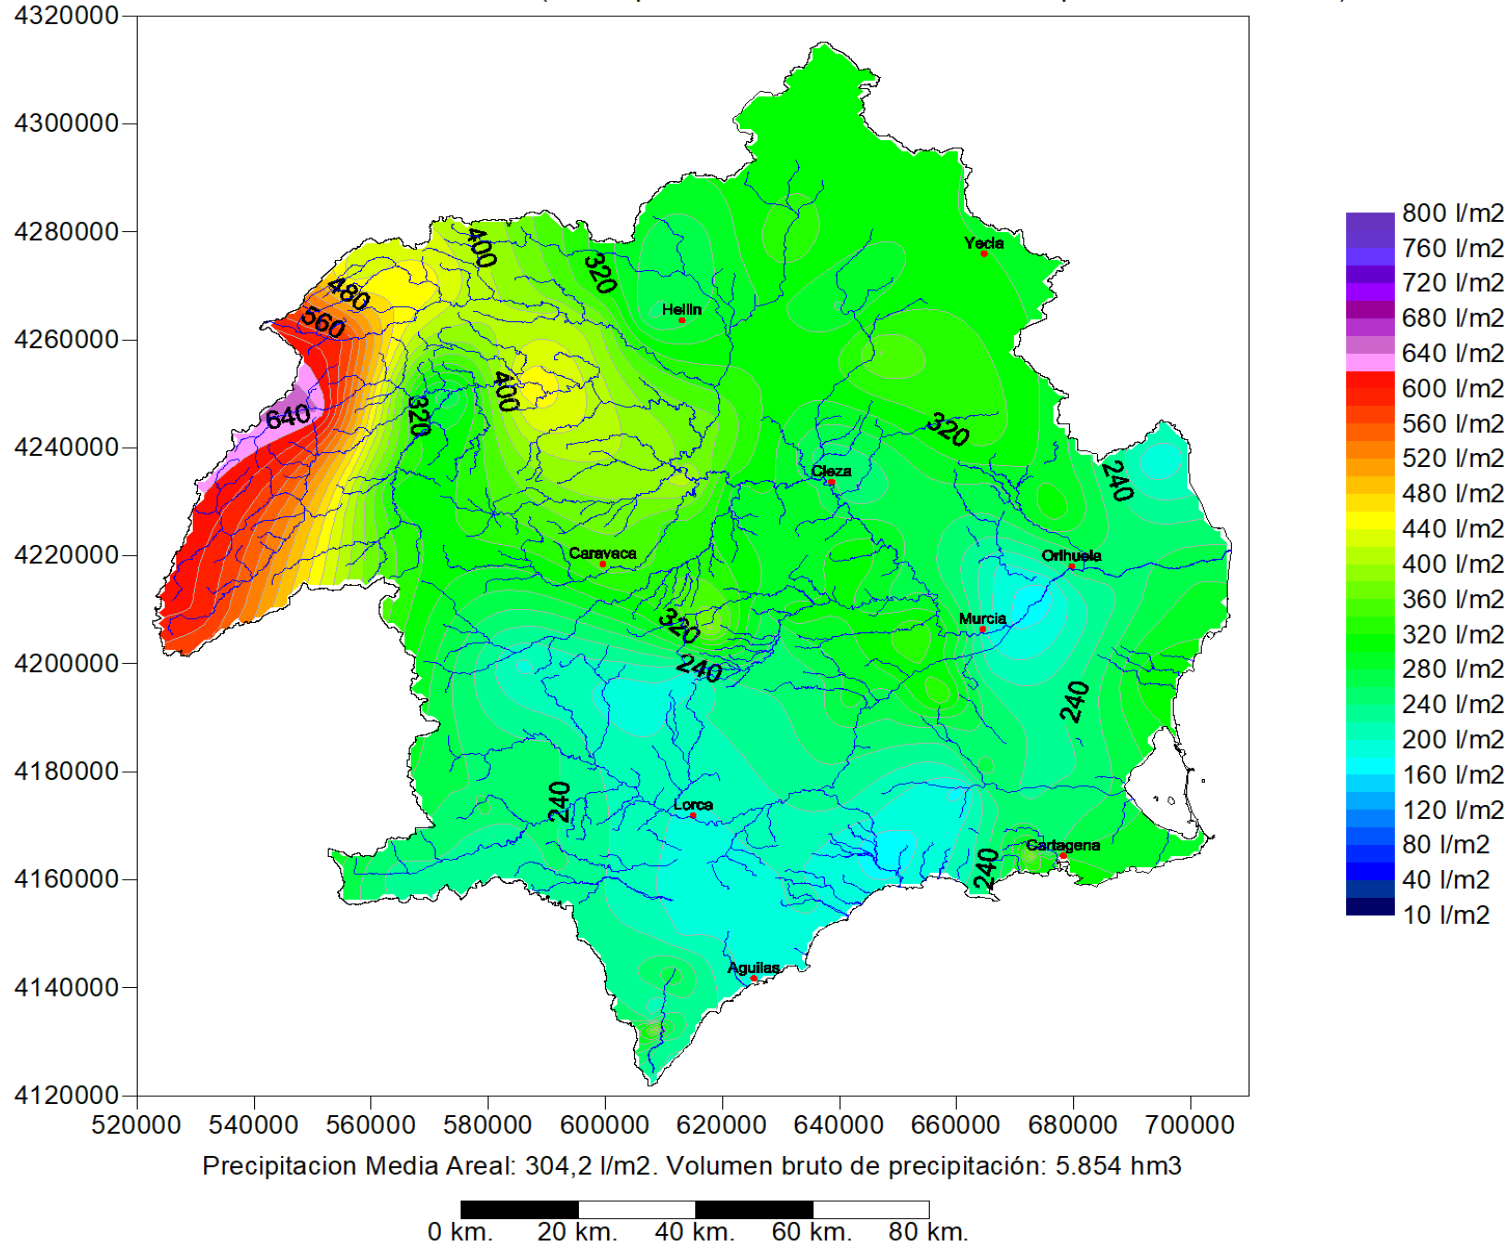 4320000
4300000
4280000
4260000
4240000
4220000
4200000
4180000
4160000
4140000
4120000
520000 540000 560000 580000 600000 620000 640000 660000 680000 700000
400
320
480
560
640
320
400
320
240
320
240
240
240
240
Yecla
Hellin
Cieza
Caravaca
Orihuela
Murcia
Lorca
Cartagena
Aguilas
800 l/m2
760 l/m2
720 l/m2
680 l/m2
640 l/m2
600 l/m2
560 l/m2
520 l/m2
480 l/m2
440 l/m2
400 l/m2
360 l/m2
320 l/m2
280 l/m2
240 l/m2
200 l/m2
160 l/m2
120 l/m2
80 l/m2
40 l/m2
10 l/m2
Precipitacion Media Areal: 304,2 l/m2. Volumen bruto de precipitación: 5.854 hm3
0 km. 20 km. 40 km. 60 km. 80 km.